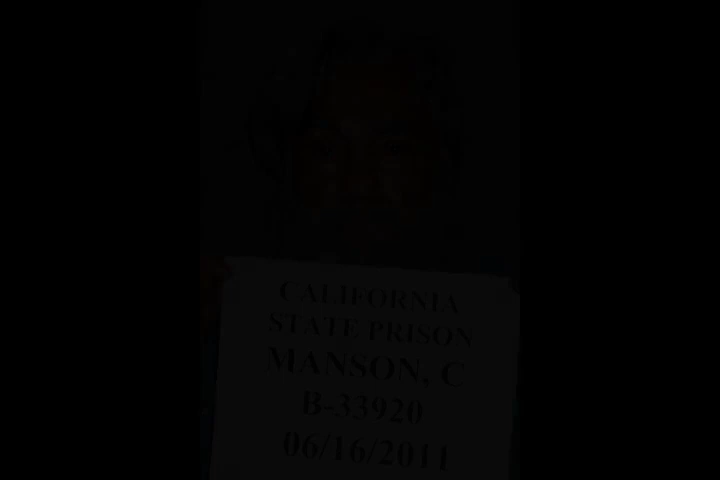 CALIFORNIA
STATE PRISON
MANSON, C
B-33920
06/16/2011